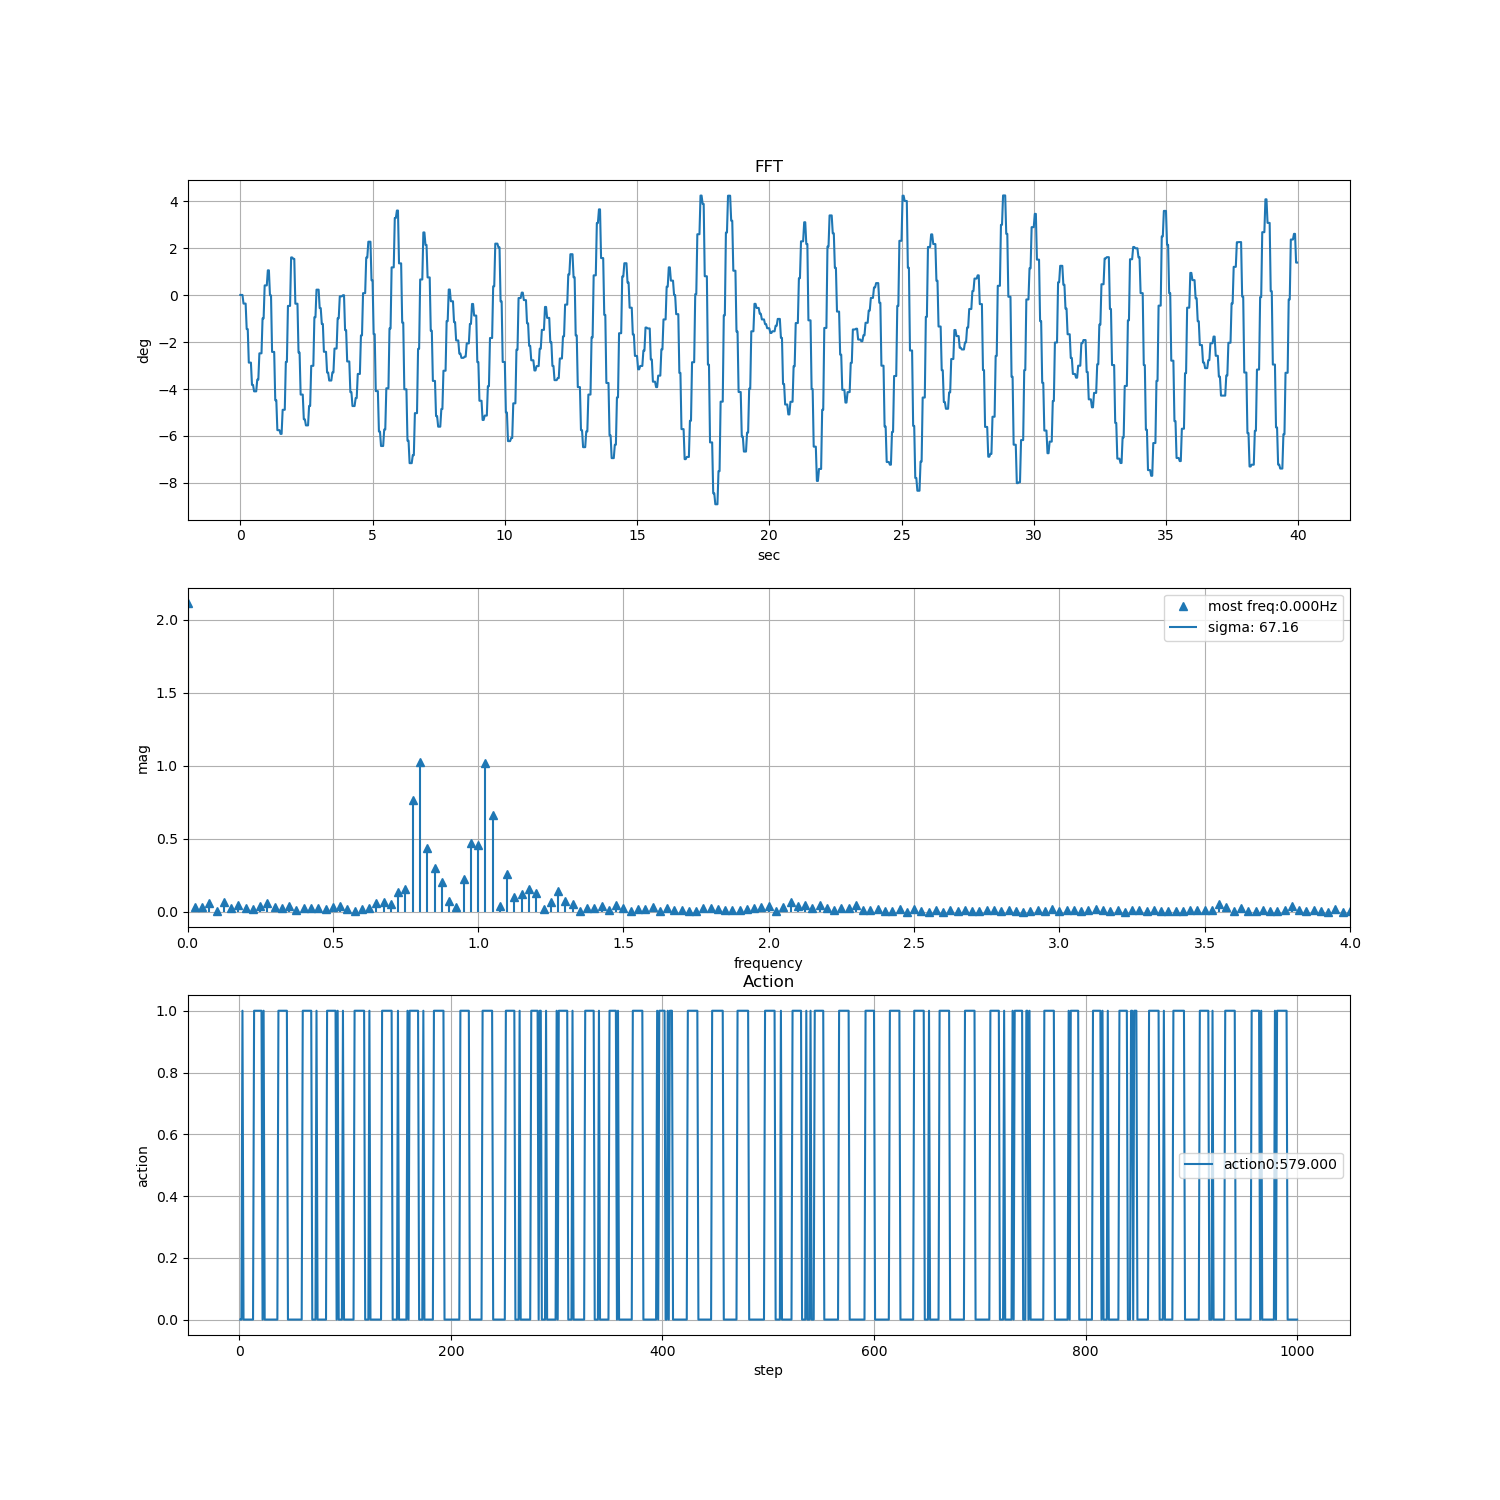 FFT
4
2
0
−2
−4
−6
−8
deg
0 5 10 15 20 25 30 35 40
sec
2.0
1.5
1.0
0.5
0.0
mag
most freq:0.000Hz
sigma: 67.16
0.0 0.5 1.0 1.5 2.0 2.5 3.0 3.5 4.0
frequency
Action
1.0
0.8
0.6
0.4
0.2
0.0
action
action0:579.000
0 200 400 600 800 1000
step